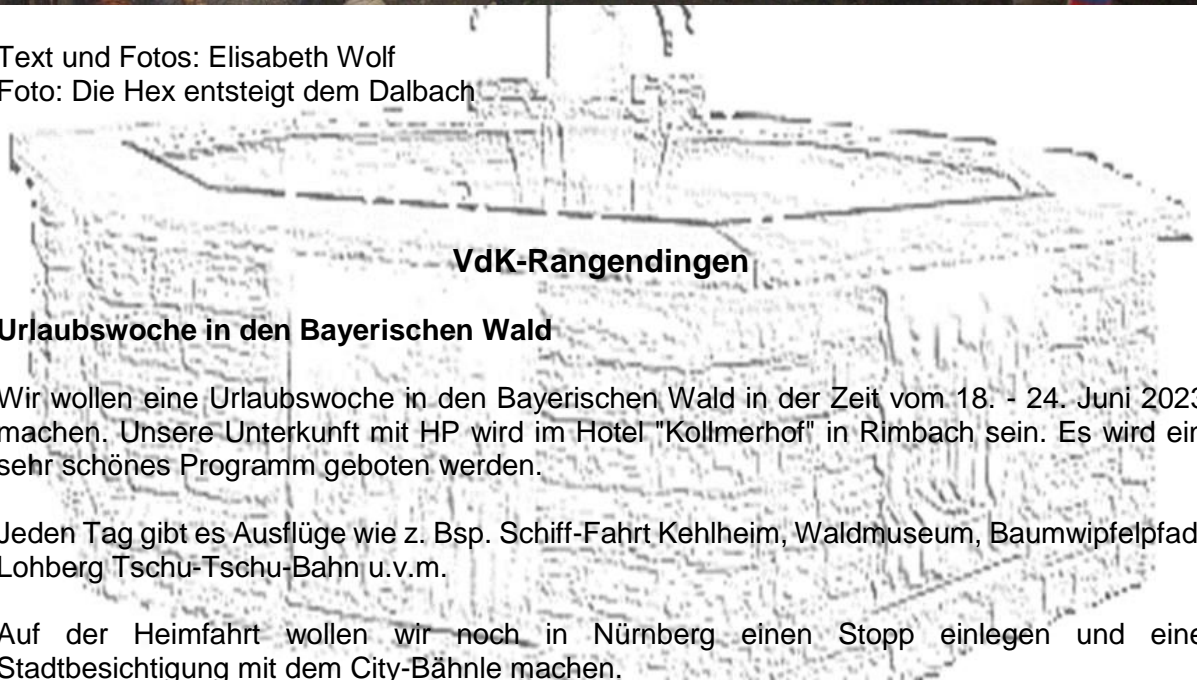 Text und Fotos: Elisabeth Wolf
Foto: Die Hex entsteigt dem Dalbach
VdK-Rangendingen
Urlaubswoche in den Bayerischen Wald
Wir wollen eine Urlaubswoche in den Bayerischen Wald in der Zeit vom 18. - 24. Juni 2023
machen. Unsere Unterkunft mit HP wird im Hotel "Kollmerhof" in Rimbach sein. Es wird ein
sehr schönes Programm geboten werden.
Jeden Tag gibt es Ausflüge wie z. Bsp. Schiff-Fahrt Kehlheim, Waldmuseum, Baumwipfelpfad
Lohberg Tschu-Tschu-Bahn u.v.m.
Auf der Heimfahrt wollen wir noch in Nürnberg einen Stopp einlegen und eine
Stadtbesichtigung mit dem City-Bähnle machen.